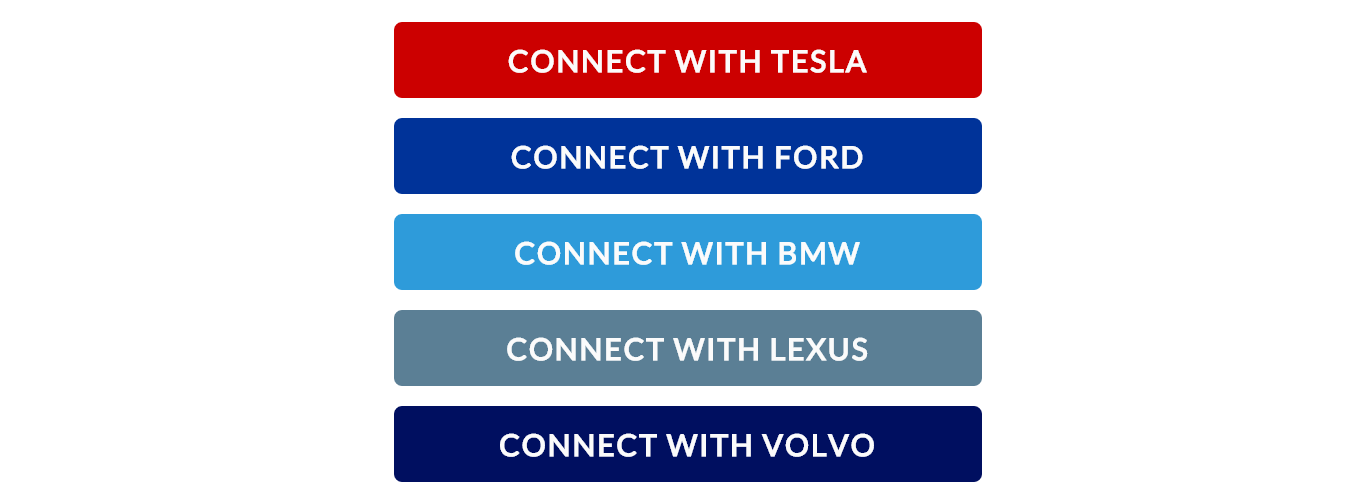 CONNECT WITH TESLA
CONNECT WITH FORD
CONNECT WITH BMW
CONNECT WITH LEXUS
CONNECT WITH VOLVO